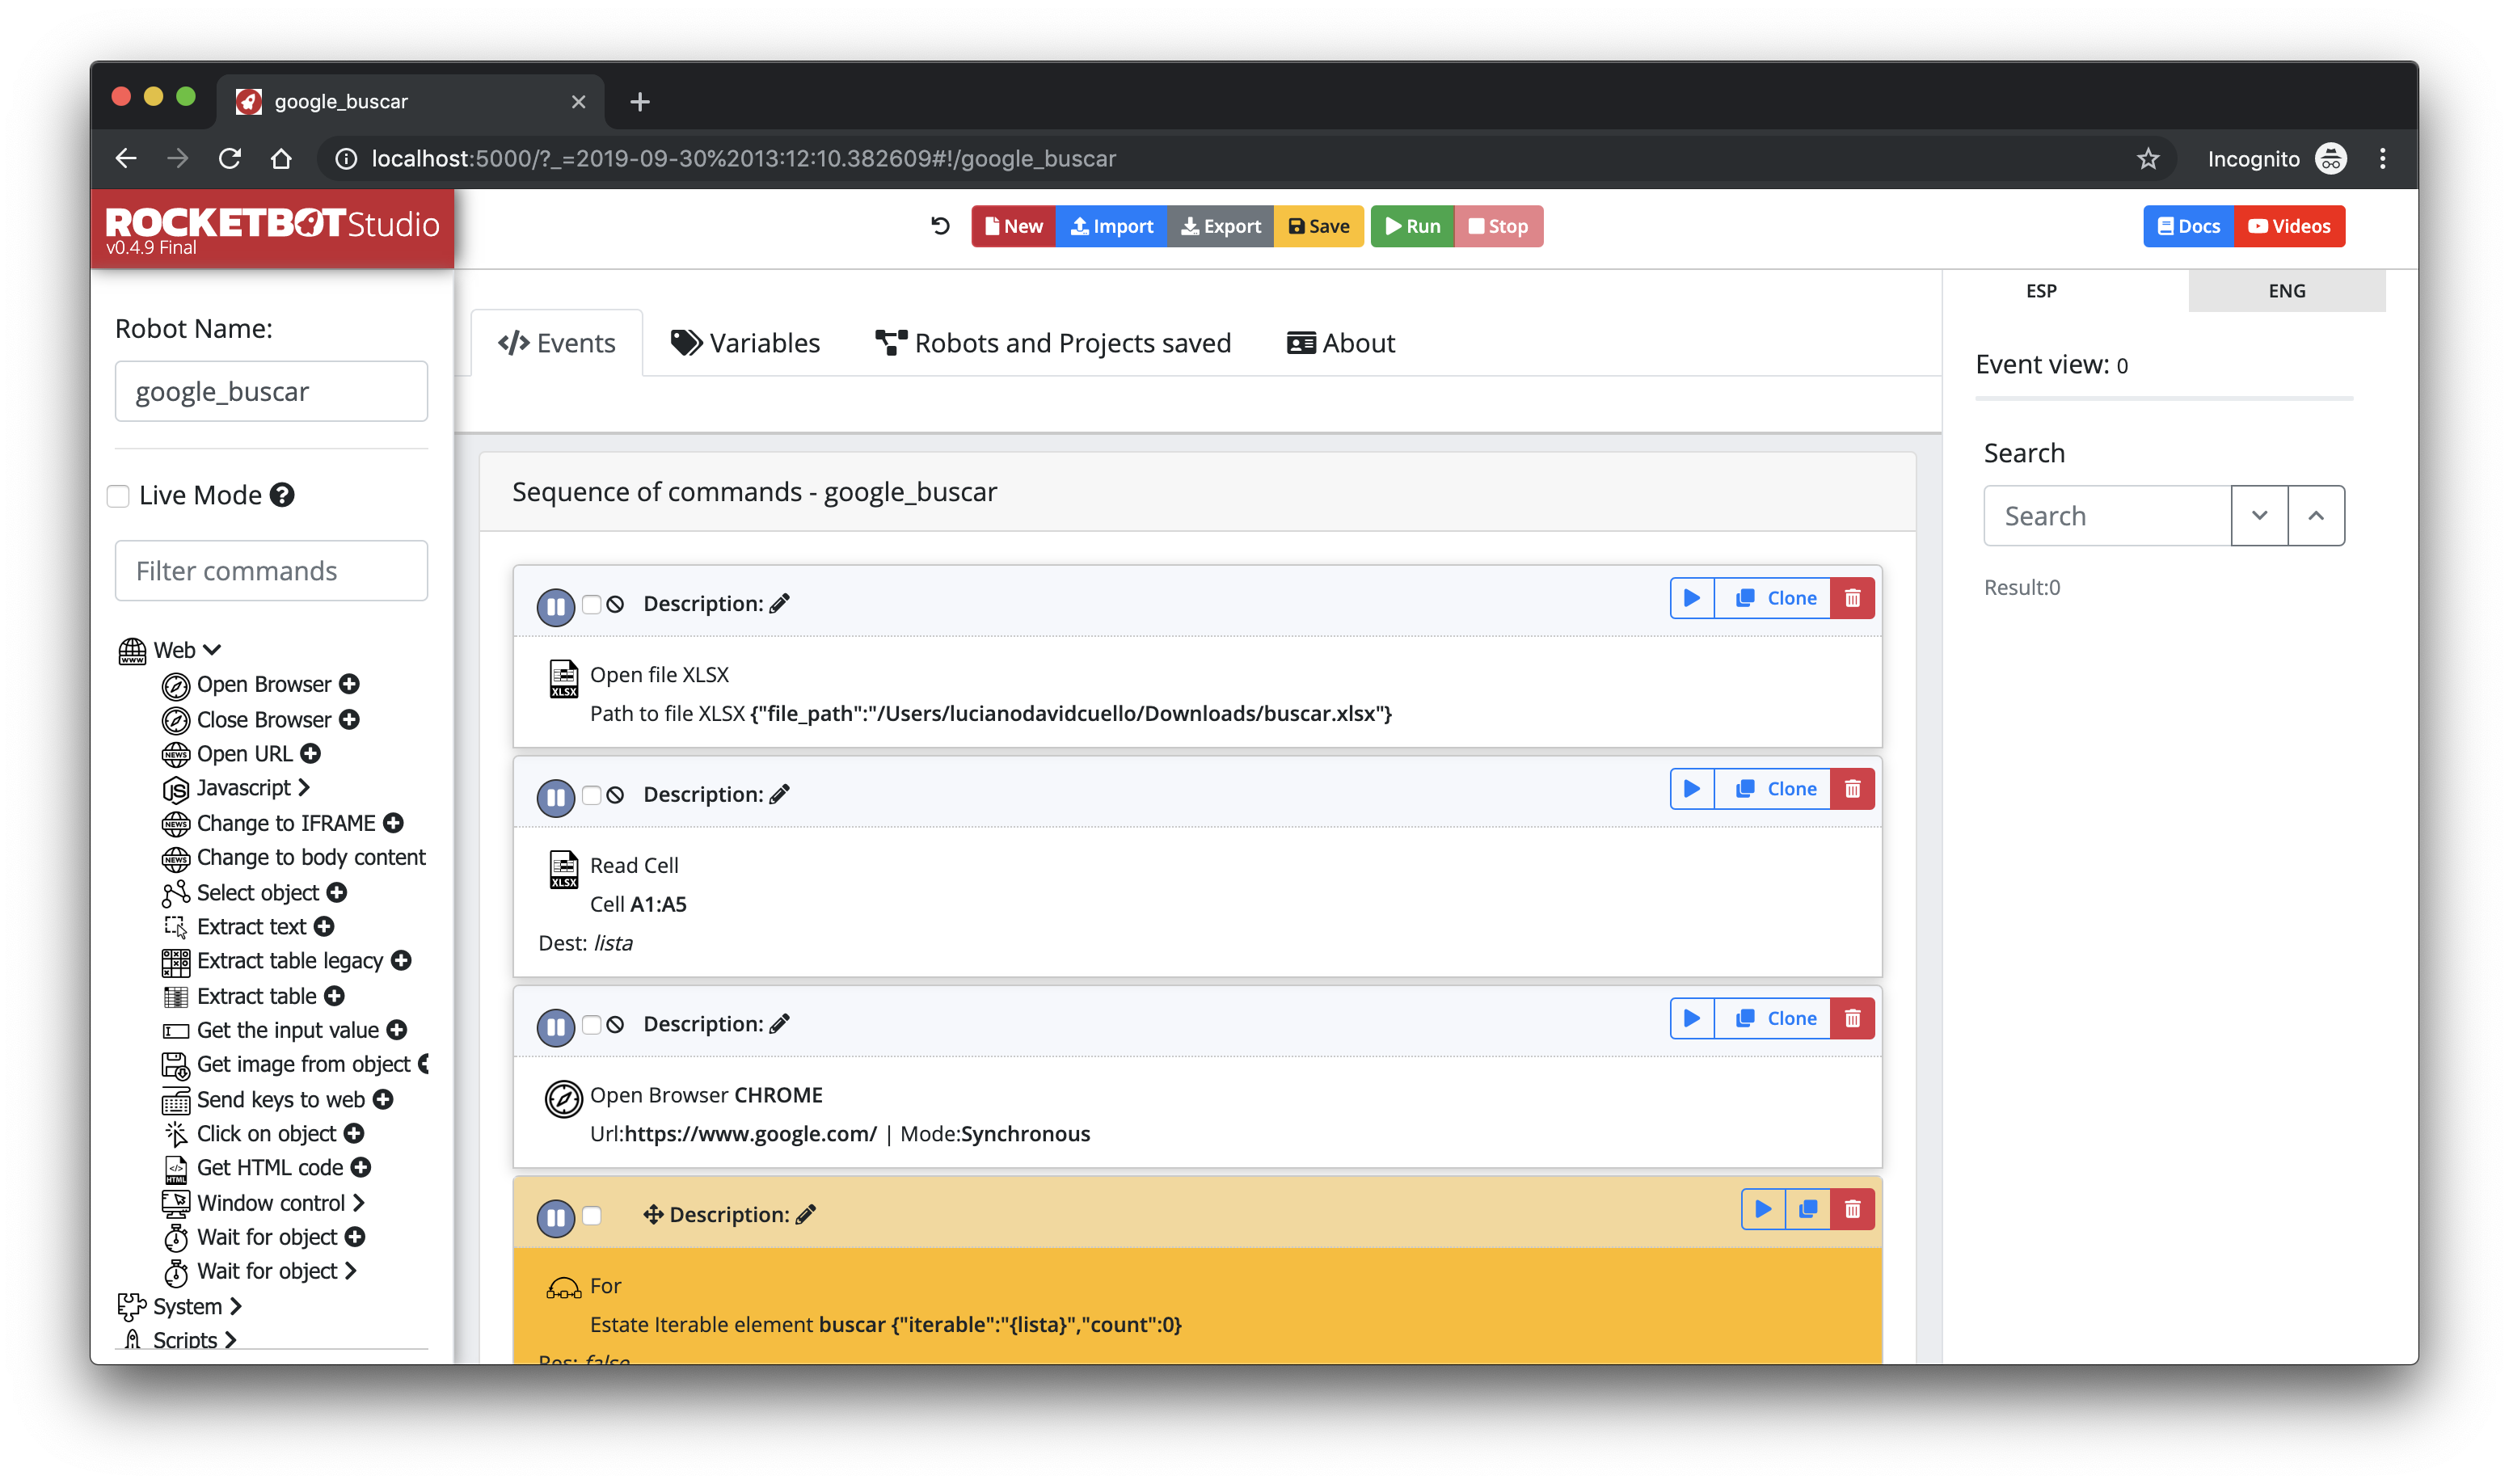 google_buscar
localhost:5000/?_=2019-09-30%2013:12:10.382609#!/google_buscar
Incognito
ROCKETBOT Studio
v0.4.9 Final
New Import Export Save Run Stop
Docs Videos
Robot Name:
google_buscar
Live Mode
Filter commands
Web
Open Browser
Close Browser
Open URL
Javascript
Change to IFRAME
Change to body content
Select object
Extract text
Extract table legacy
Extract table
Get the input value
Get image from object
Send keys to web
Click on object
Get HTML code
Window control
Wait for object
Wait for object
System
Scripts
Events Variables Robots and Projects saved About
Sequence of commands - google_buscar
Description: Clone
XLSX
Open file XLSX
Path to file XLSX {"file_path":"/Users/lucianodavidcuello/Downloads/buscar.xlsx"}
Description: Clone
XLSX
Read Cell
Cell A1:A5
Dest: lista
Description: Clone
Open Browser CHROME
Url:https://www.google.com/ | Mode:Synchronous
Description:
For
Estate Iterable element buscar {"iterable":"{lista}","count":0}
Res: false
ESP ENG
Event view: 0
Search
Search
Result:0